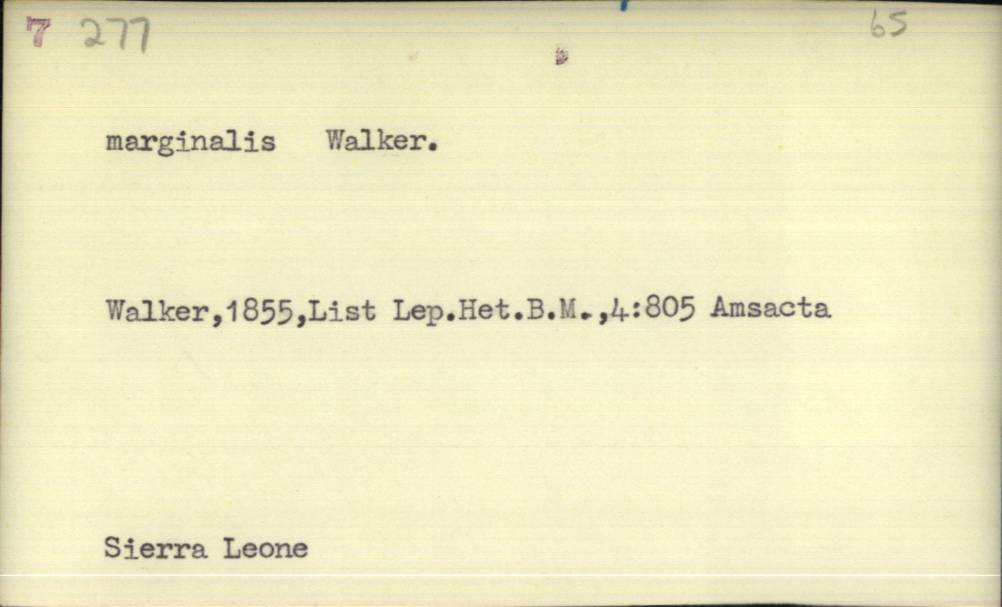 7 277 65
marginalis Walker.
Walker,1855,List Lep.Het.B.M.,4:805 Amsacta
Sierra Leone